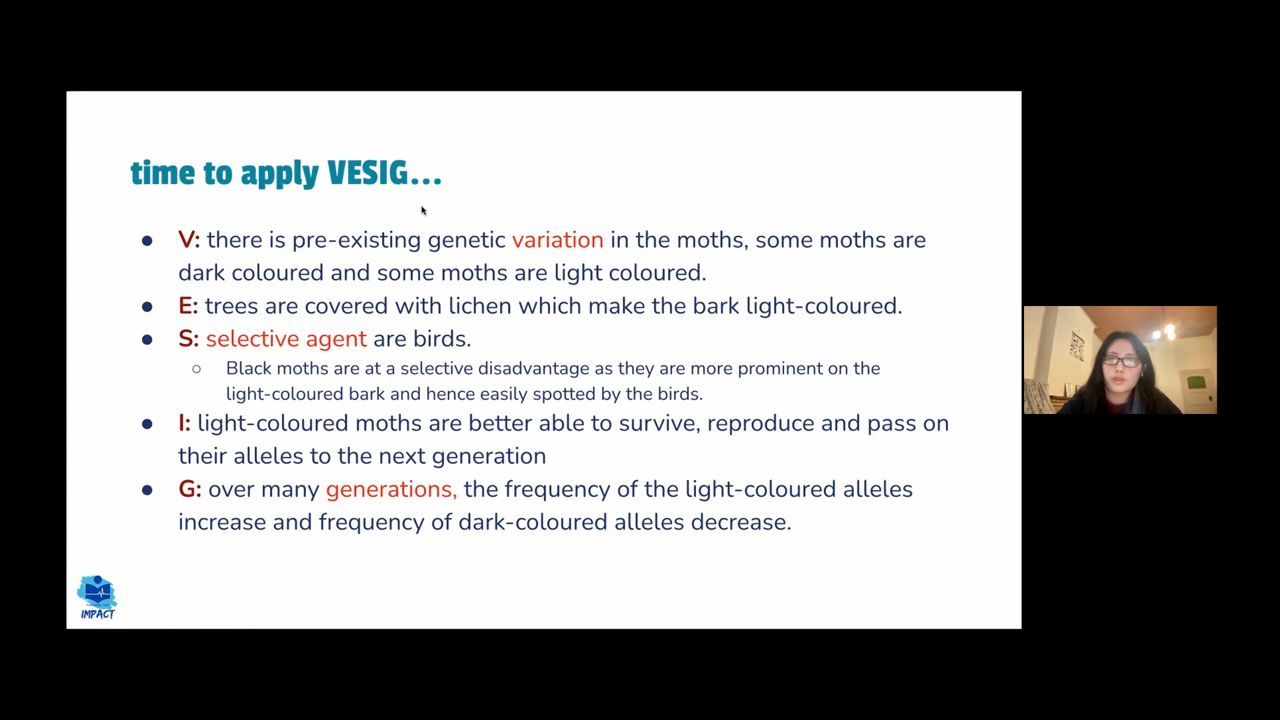 time to apply VESIG...
● V: there is pre-existing genetic variation in the moths, some moths are
dark coloured and some moths are light coloured.
● E: trees are covered with lichen which make the bark light-coloured.
● S: selective agent are birds.
○ Black moths are at a selective disadvantage as they are more prominent on the
light-coloured bark and hence easily spotted by the birds.
● I: light-coloured moths are better able to survive, reproduce and pass on
their alleles to the next generation
● G: over many generations, the frequency of the light-coloured alleles
increase and frequency of dark-coloured alleles decrease.
IMPACT